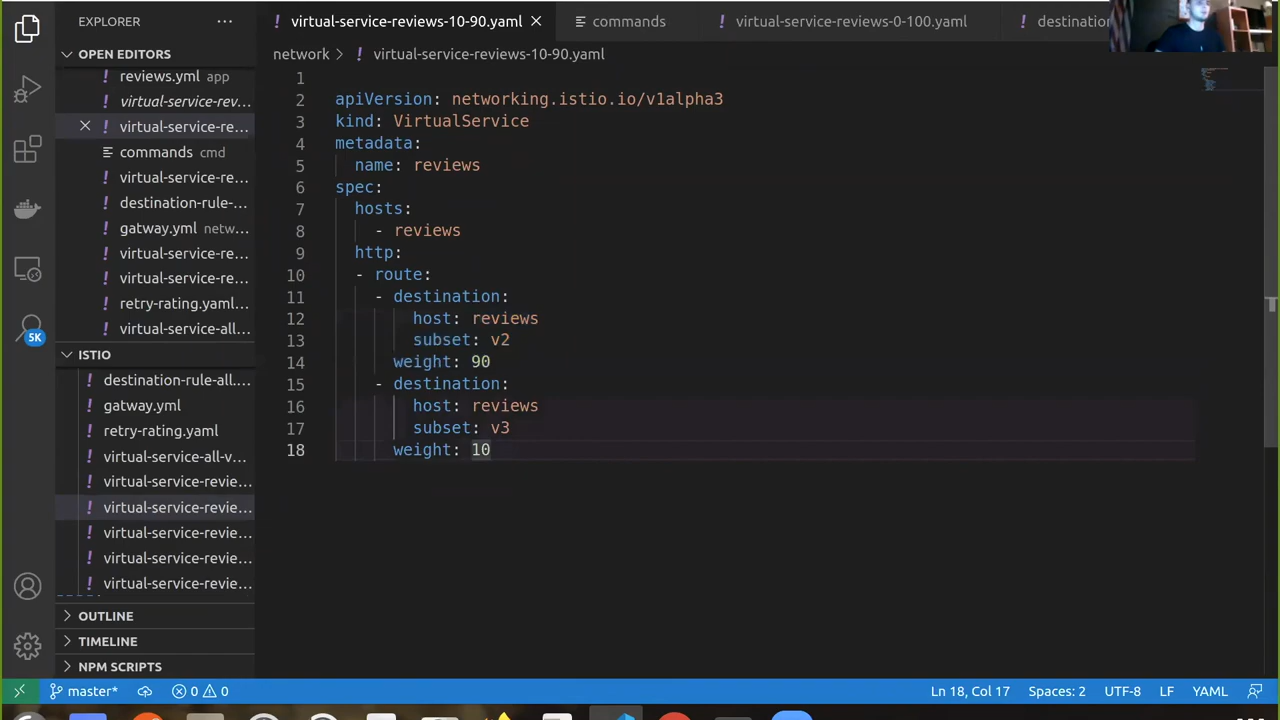 EXPLORER
···
OPEN EDITORS
reviews.yml app
virtual-service-rev...
virtual-service-re...
commands cmd
virtual-service-re...
destination-rule-...
gatway.yml netw...
virtual-service-re...
virtual-service-re...
retry-rating.yaml...
virtual-service-all...
5K
ISTIO
destination-rule-all....
gatway.yml
retry-rating.yaml
virtual-service-all-v...
virtual-service-revie...
virtual-service-revie...
virtual-service-revie...
virtual-service-revie...
virtual-service-revie...
OUTLINE
TIMELINE
NPM SCRIPTS
virtual-service-reviews-10-90.yaml
commands
virtual-service-reviews-0-100.yaml
destination
network > ! virtual-service-reviews-10-90.yaml
1
2 apiVersion: networking.istio.io/v1alpha3
3 kind: VirtualService
4 metadata:
5 name: reviews
6 spec:
7 hosts:
8 - reviews
9 http:
10 - route:
11 - destination:
12 host: reviews
13 subset: v2
14 weight: 90
15 - destination:
16 host: reviews
17 subset: v3
18 weight: 10
master* 0 0 Ln 18, Col 17 Spaces: 2 UTF-8 LF YAML